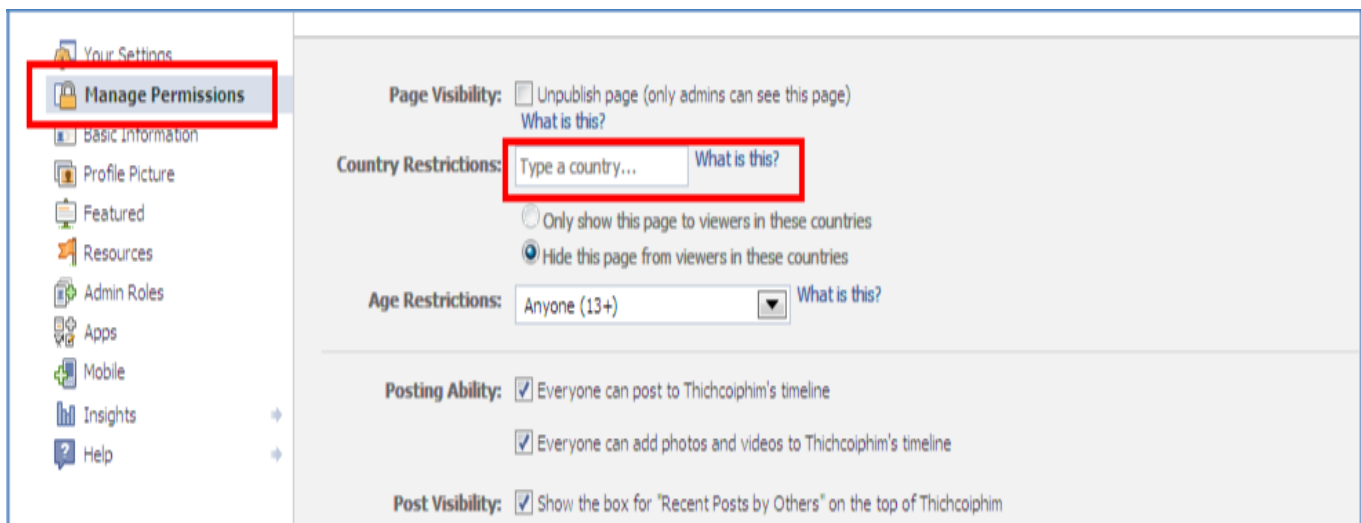 Your Settings
Manage Permissions
Basic Information
Profile Picture
Featured
Resources
Admin Roles
Apps
Mobile
Insights
Help
Page Visibility: Unpublish page (only admins can see this page)
What is this?
Country Restrictions: Type a country... What is this?
Only show this page to viewers in these countries
Hide this page from viewers in these countries
Age Restrictions: Anyone (13+) What is this?
Posting Ability: Everyone can post to Thichcoiphim's timeline
Everyone can add photos and videos to Thichcoiphim's timeline
Post Visibility: Show the box for "Recent Posts by Others" on the top of Thichcoiphim